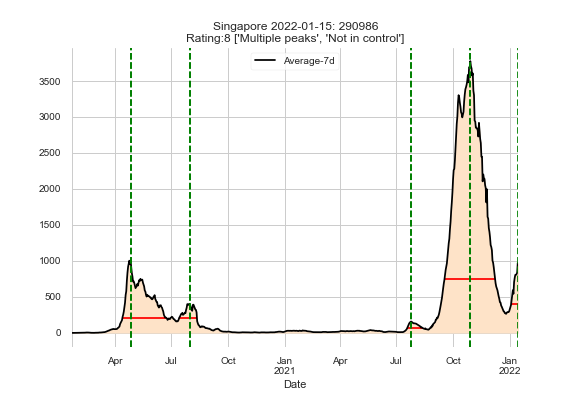 Singapore 2022-01-15: 290986
Rating:8 ['Multiple peaks', 'Not in control']
Average-7d
3500
3000
2500
2000
1500
1000
500
0
Apr Jul Oct Jan Apr Jul Oct Jan
2021 2022
Date